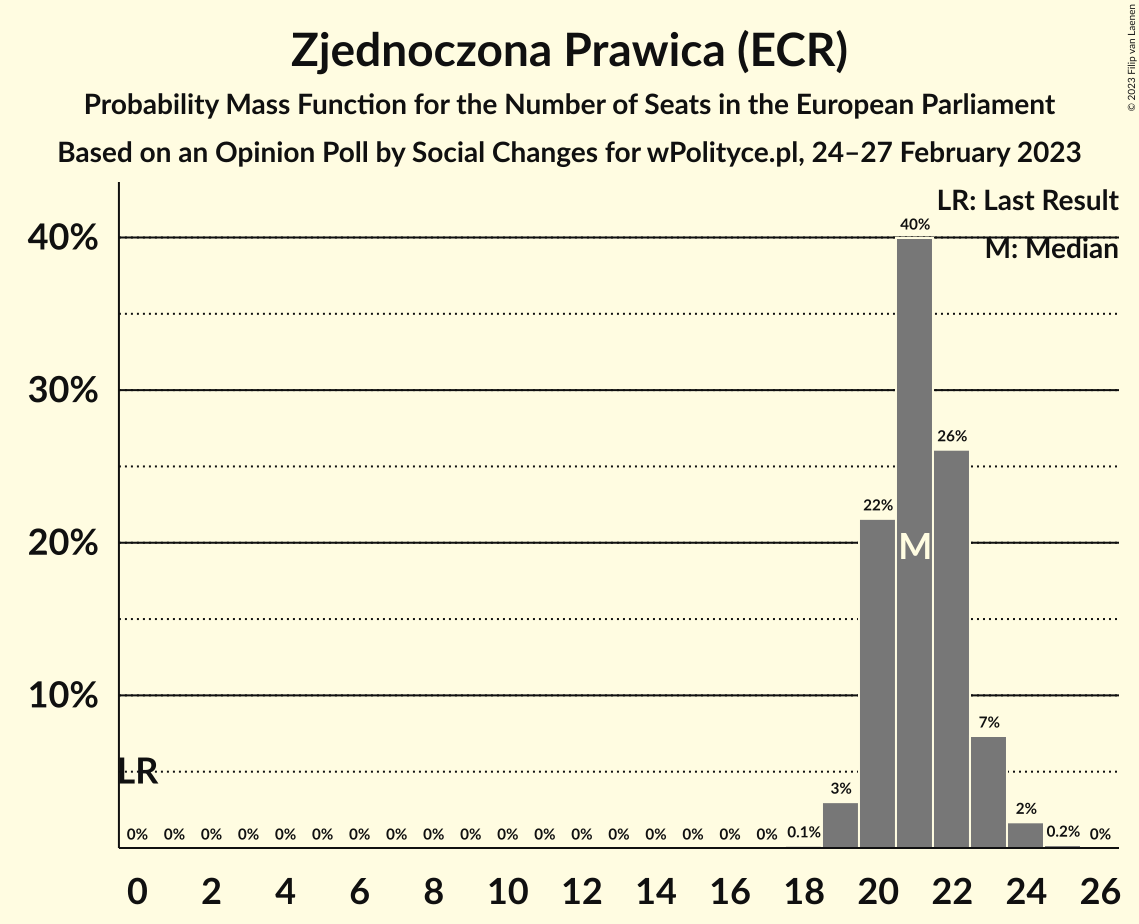 Zjednoczona Prawica (ECR)
Probability Mass Function for the Number of Seats in the European Parliament
Based on an Opinion Poll by Social Changes for wPolityce.pl, 24–27 February 2023
© 2023 Filip van Laenen
LR: Last Result
M: Median
40%
30%
20%
10%
40%
26%
22%
M
7%
LR
3%
2%
0% 0% 0% 0% 0% 0% 0% 0% 0% 0% 0% 0% 0% 0% 0% 0% 0% 0% 0.1% 0.2% 0%
0 2 4 6 8 10 12 14 16 18 20 22 24 26